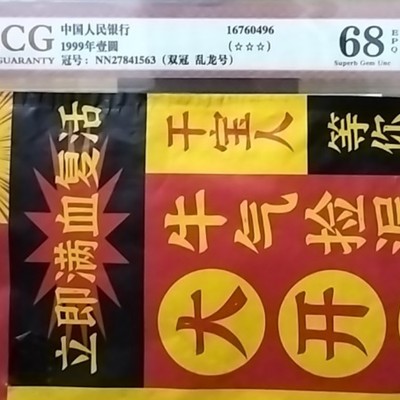 CG
GUARANTY
中国人民银行
1999年壹圆
冠号: NN27841563 (双冠 乱龙号)
16760496
(☆☆☆)
68
EPQ
Superb Gem Unc
立即满血复活
干宝人
等你
牛气捡
大开